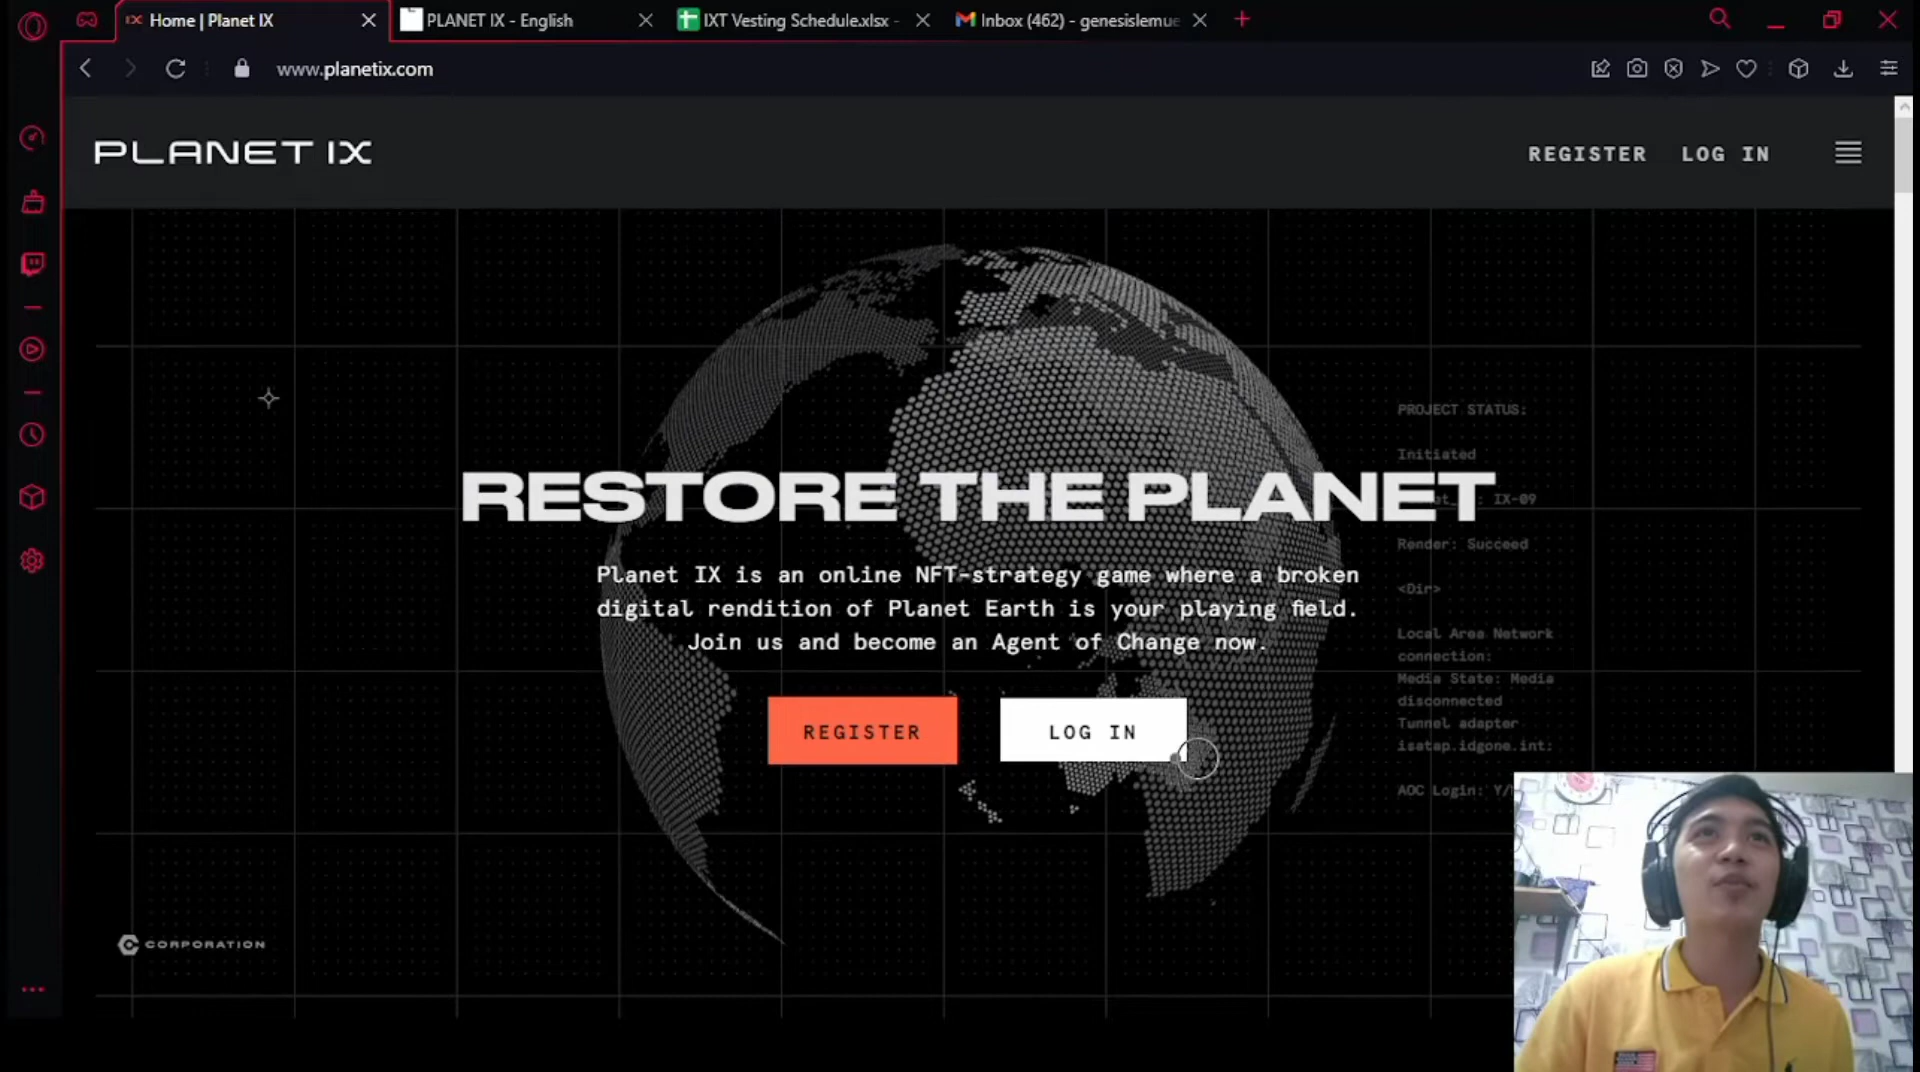 Home | Planet IX
PLANET IX - English
IXT Vesting Schedule.xlsx -
Inbox (462) - genesislemue
www.planetix.com
PLANET IX
REGISTER
LOG IN
PROJECT STATUS:
Initiated
IX-09
Render: Succeed
<Dir>
Local Area Network
connection:
Media State: Media
disconnected
Tunnel adapter
isatap.idgone.int:
AOC Login: Y/
RESTORE THE PLANET
Planet IX is an online NFT-strategy game where a broken
digital rendition of Planet Earth is your playing field.
Join us and become an Agent of Change now.
REGISTER
LOG IN
CORPORATION